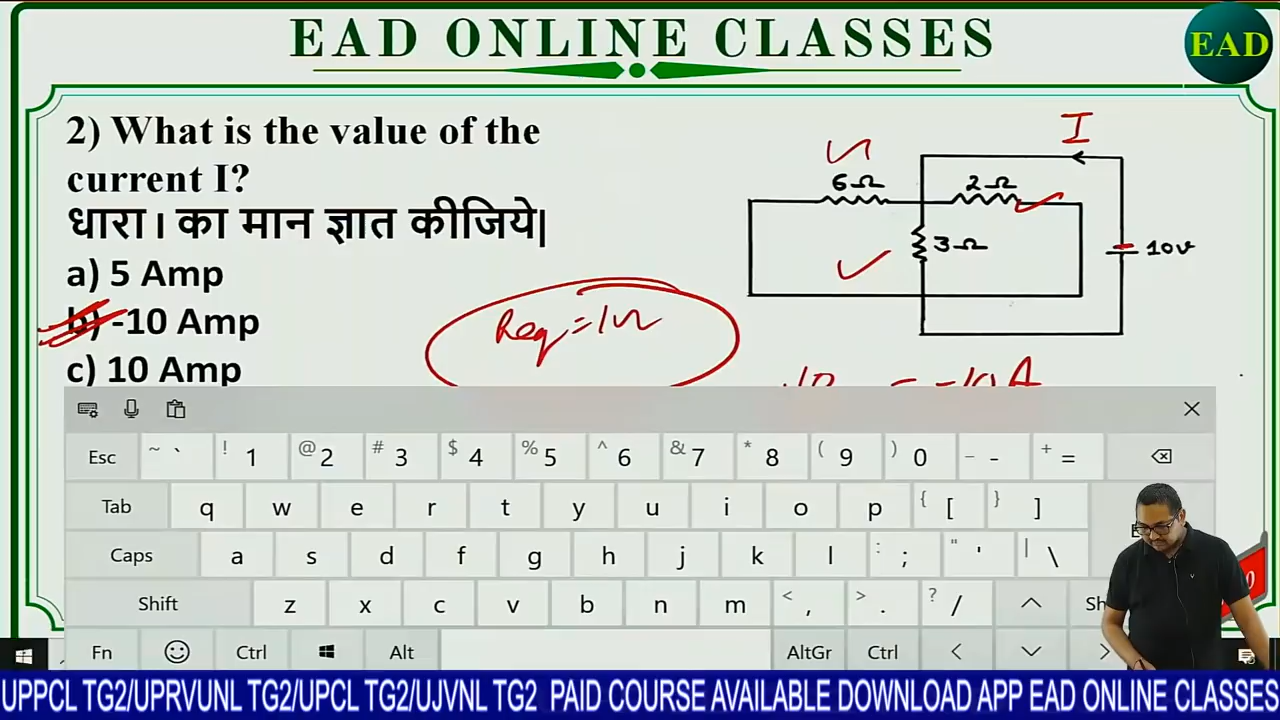 EAD ONLINE CLASSES
EAD
2) What is the value of the
current I?
धारा I का मान ज्ञात कीजिये|
a) 5 Amp
b) -10 Amp
c) 10 Amp
I
6Ω
2Ω
3Ω
10v
Req = 1Ω
10 = -10A
Esc ~ ` ! 1 @ 2 # 3 $ 4 % 5 ^ 6 & 7 * 8 ( 9 ) 0 _ - + =
Tab q w e r t y u i o p { [ } ]
Caps a s d f g h j k l : ; " ' | \
Shift z x c v b n m < , > . ? / Sh
Fn Ctrl Alt AltGr Ctrl
UPPCL TG2/UPRVUNL TG2/UPCL TG2/UJVNL TG2 PAID COURSE AVAILABLE DOWNLOAD APP EAD ONLINE CLASSES